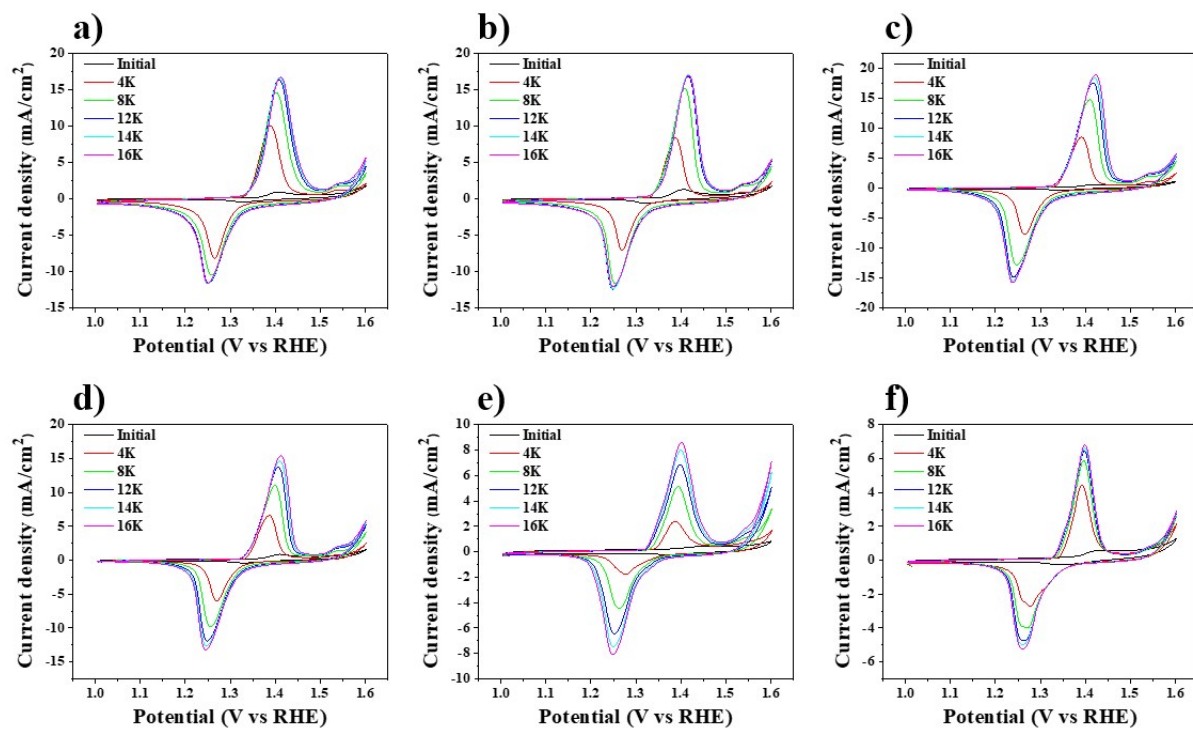 a)
Initial
4K
8K
12K
14K
16K
20
15
10
5
0
-5
-10
-15
1.0 1.1 1.2 1.3 1.4 1.5 1.6
Current density (mA/cm²)
Potential (V vs RHE)
b)
Initial
4K
8K
12K
14K
16K
20
15
10
5
0
-5
-10
-15
1.0 1.1 1.2 1.3 1.4 1.5 1.6
Current density (mA/cm²)
Potential (V vs RHE)
c)
Initial
4K
8K
12K
14K
16K
20
15
10
5
0
-5
-10
-15
-20
1.0 1.1 1.2 1.3 1.4 1.5 1.6
Current density (mA/cm²)
Potential (V vs RHE)
d)
Initial
4K
8K
12K
14K
16K
20
15
10
5
0
-5
-10
-15
1.0 1.1 1.2 1.3 1.4 1.5 1.6
Current density (mA/cm²)
Potential (V vs RHE)
e)
Initial
4K
8K
12K
14K
16K
10
8
6
4
2
0
-2
-4
-6
-8
-10
1.0 1.1 1.2 1.3 1.4 1.5 1.6
Current density (mA/cm²)
Potential (V vs RHE)
f)
Initial
4K
8K
12K
14K
16K
8
6
4
2
0
-2
-4
-6
1.0 1.1 1.2 1.3 1.4 1.5 1.6
Current density (mA/cm²)
Potential (V vs RHE)